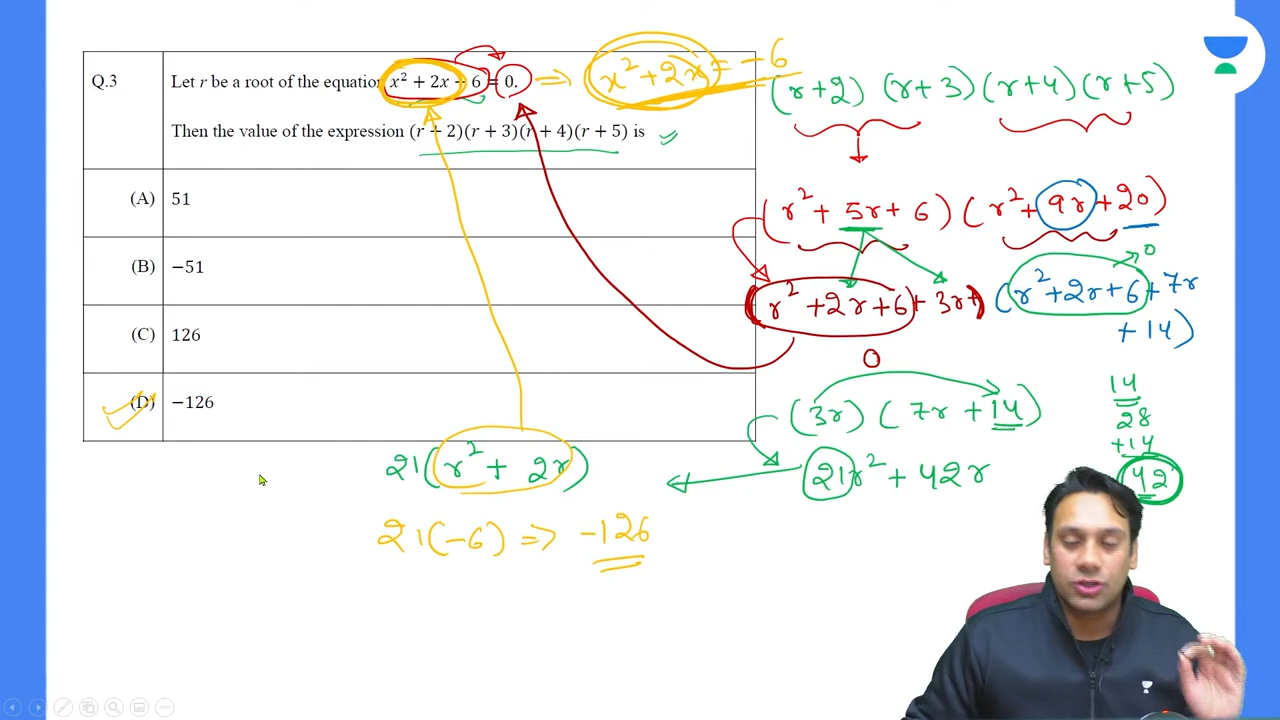 Q.3
Let r be a root of the equation x² + 2x + 6 = 0.
Then the value of the expression (r + 2)(r + 3)(r + 4)(r + 5) is
(A) 51
(B) −51
(C) 126
(D) −126
⇒ x² + 2x = −6
(r+2) (r+3) (r+4) (r+5)
(r² + 5r + 6) (r² + 9r + 20)
(r² + 2r + 6 + 3r) (r² + 2r + 6 + 7r
+ 14)
0
0
(3r) (7r + 14)
21r² + 42r
14
28
+14
42
21(r² + 2r)
21(−6) ⇒ −126